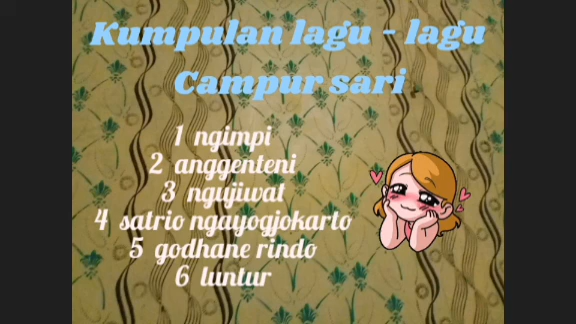 Kumpulan lagu - lagu
Campur sari
1 ngimpi
2 anggenteni
3 ngujiwat
4 satrio ngayogjokarto
5 godhane rindo
6 luntur